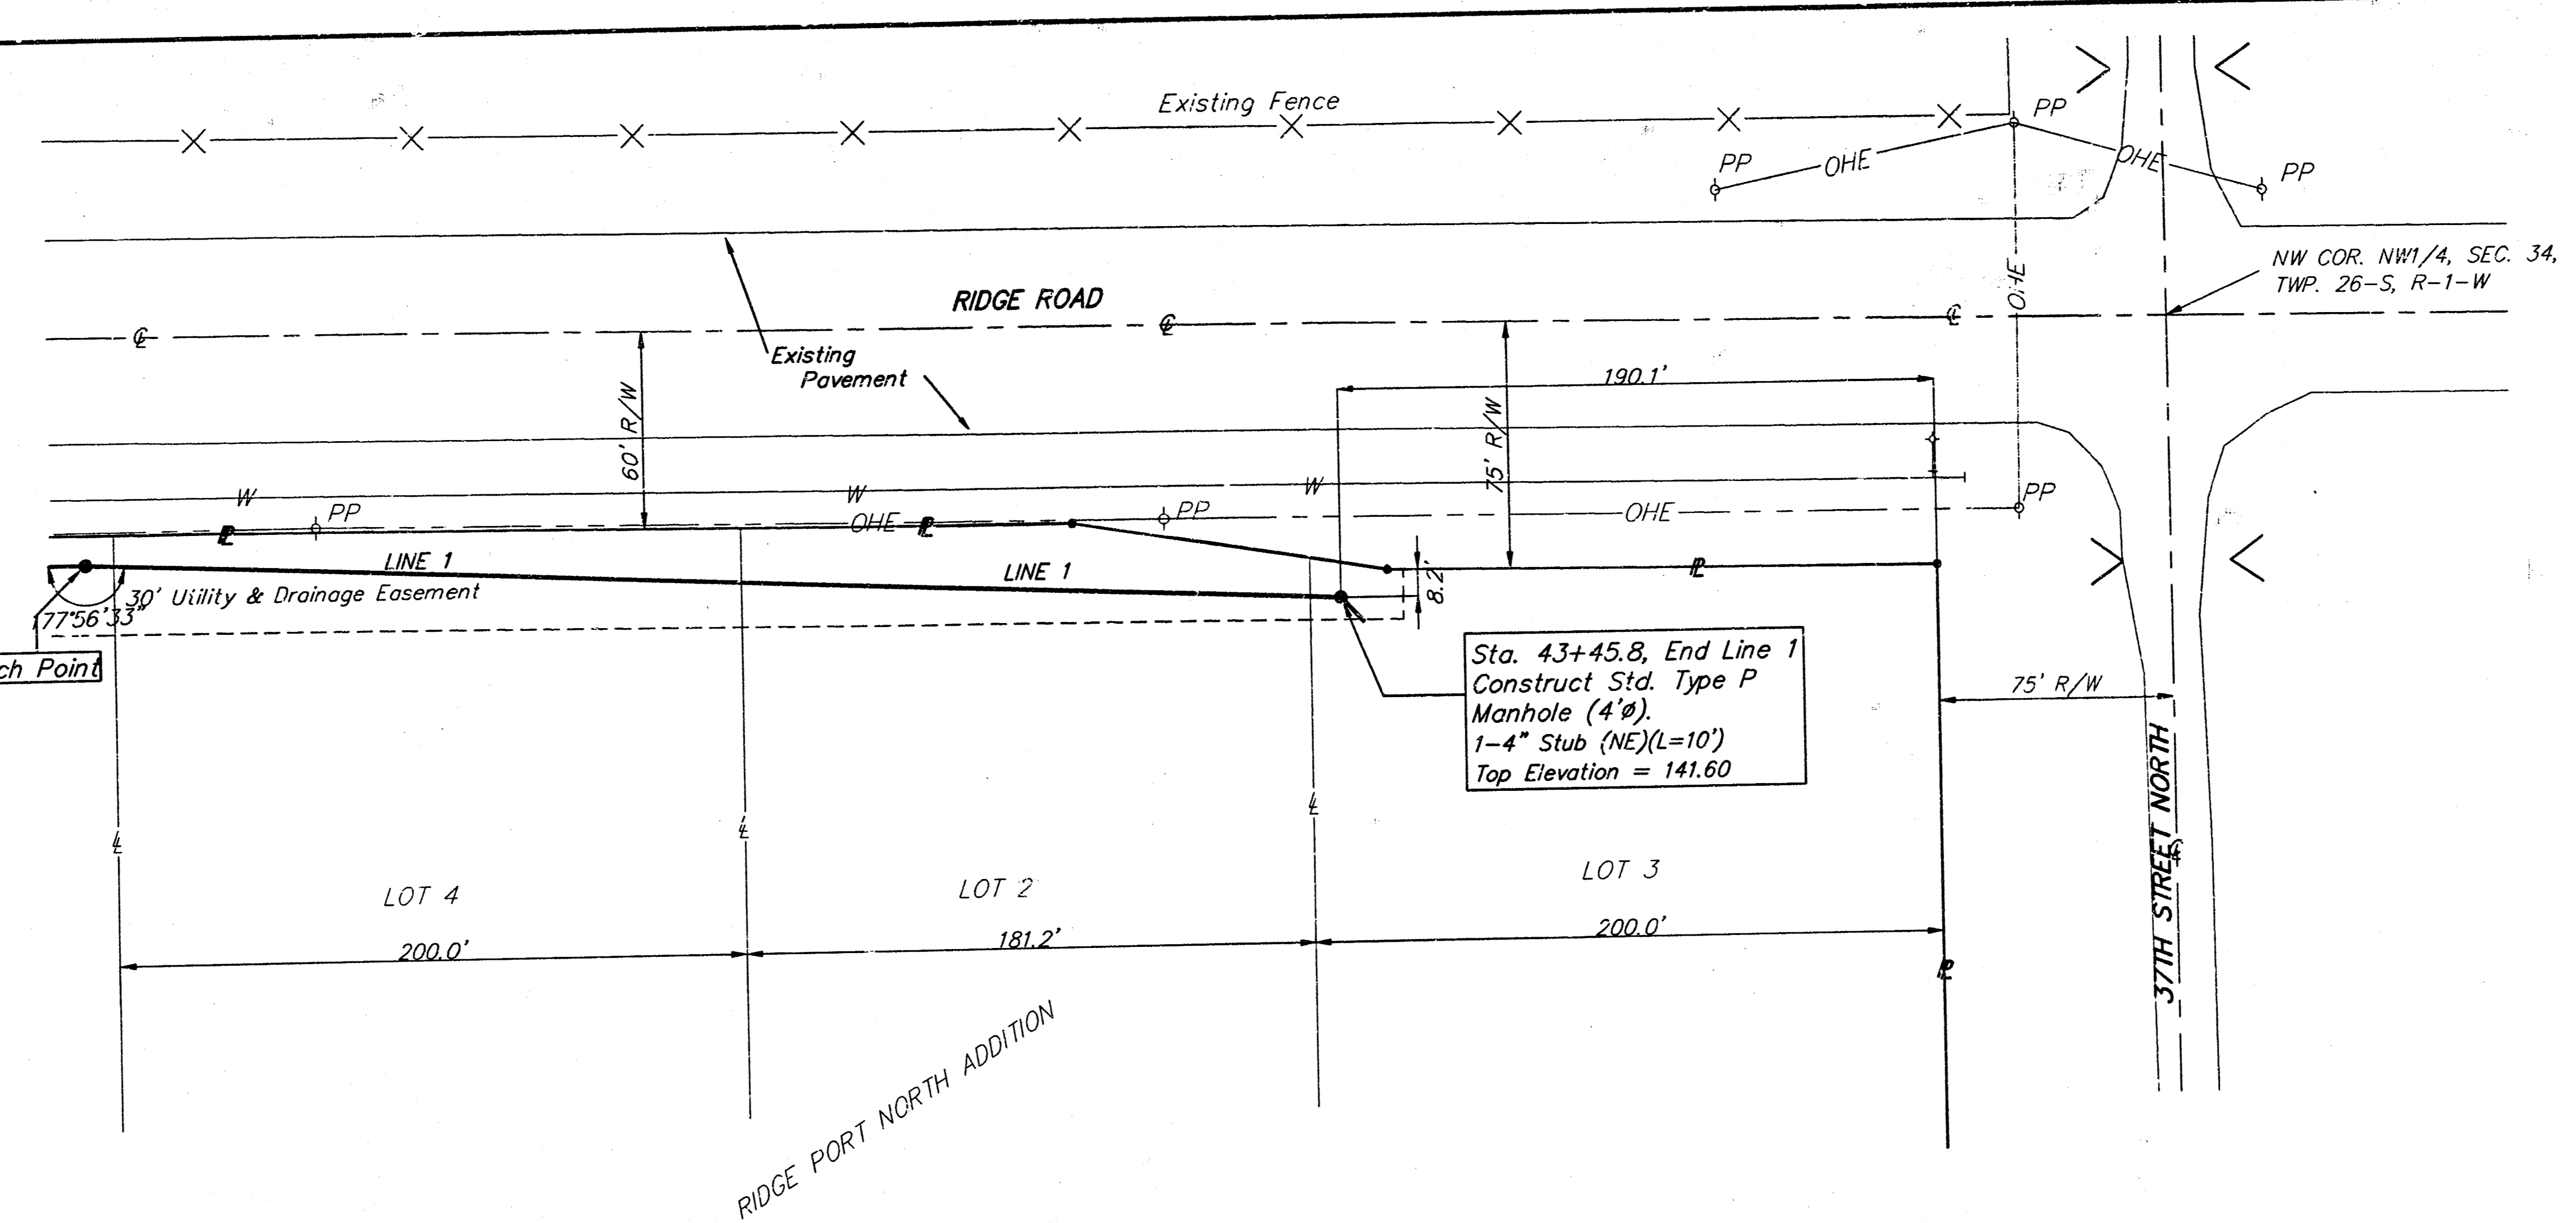 Existing Fence
PP
PP
OHE
OHE
PP
NW COR. NW1/4, SEC. 34,
TWP. 26-S, R-1-W
OHE
RIDGE ROAD
℄
℄
℄
Existing
Pavement
60' R/W
75' R/W
190.1'
W
W
W
PP
PP
PP
OHE
OHE
℄
LINE 1
LINE 1
8.2'
30' Utility & Drainage Easement
77°56'33"
ch Point
Sta. 43+45.8, End Line 1
Construct Std. Type P
Manhole (4'ø).
1-4" Stub (NE)(L=10')
Top Elevation = 141.60
75' R/W
37TH STREET NORTH
LOT 4
LOT 2
LOT 3
200.0'
181.2'
200.0'
RIDGE PORT NORTH ADDITION